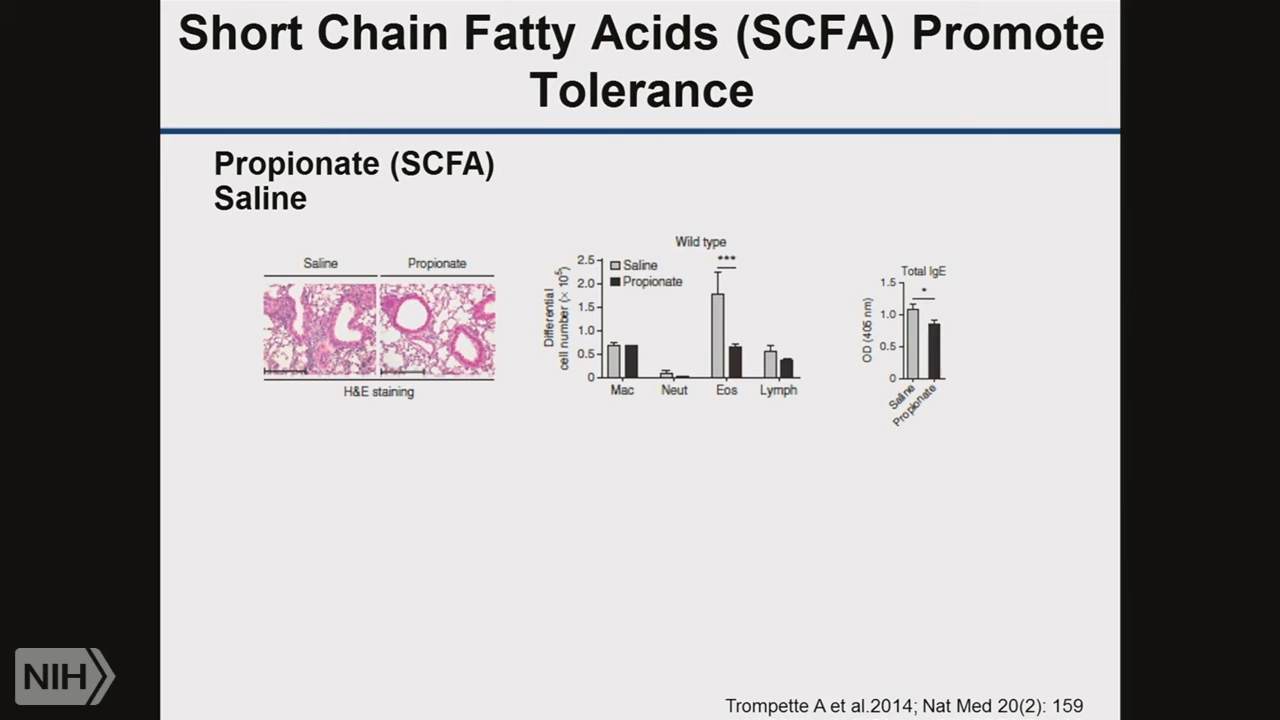 Short Chain Fatty Acids (SCFA) Promote
Tolerance
Propionate (SCFA)
Saline
Saline
Propionate
H&E staining
Wild type
***
Saline
Propionate
Differential
cell number (× 10⁵)
2.5
2.0
1.5
1.0
0.5
0
Mac
Neut
Eos
Lymph
Total IgE
*
OD (405 nm)
1.5
1.0
0.5
0
Saline
Propionate
NIH
Trompette A et al.2014; Nat Med 20(2): 159